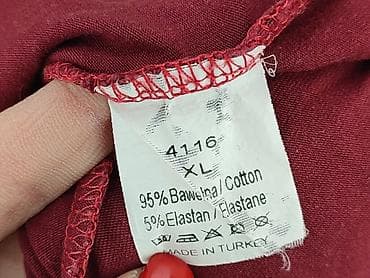 4116
XL
95% Bawełna/Cotton
5% Elastan/Elastane
MADE IN TURKEY